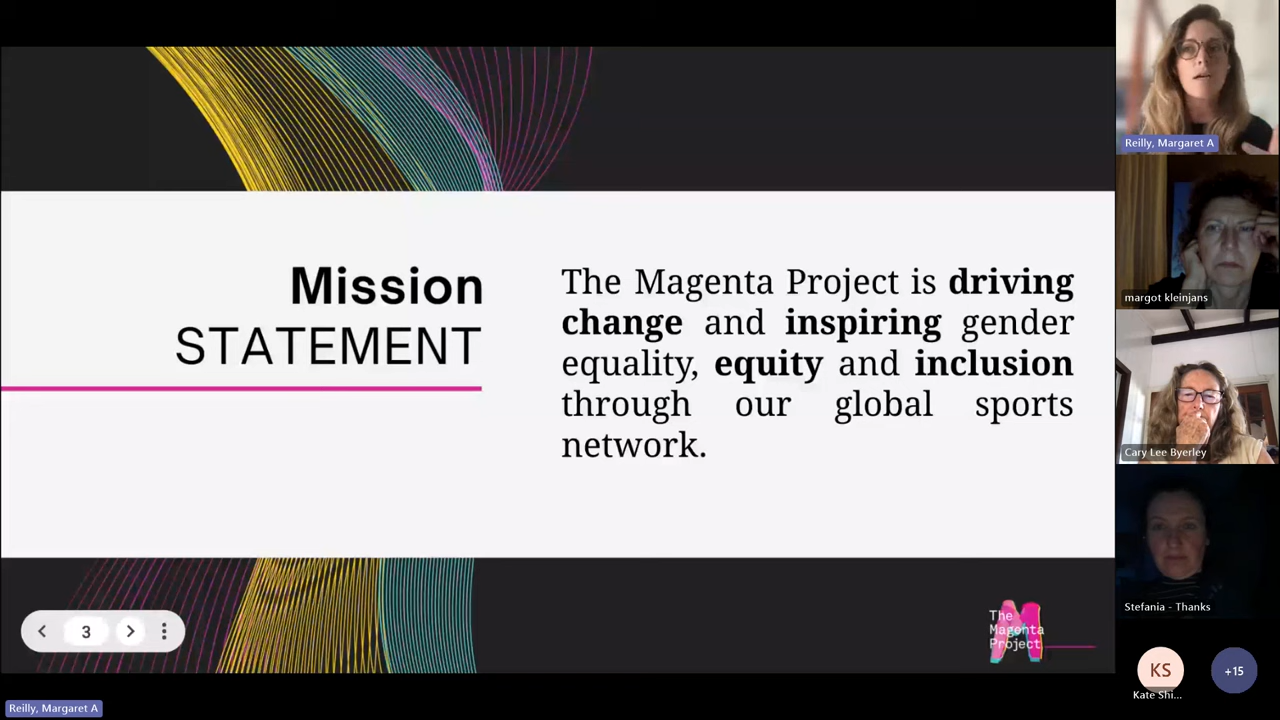 Mission
STATEMENT
The Magenta Project is driving
change and inspiring gender
equality, equity and inclusion
through our global sports
network.
3
The
Magenta
Project
Reilly, Margaret A
Reilly, Margaret A
margot kleinjans
Cary Lee Byerley
Stefania - Thanks
KS
Kate Shi...
+15